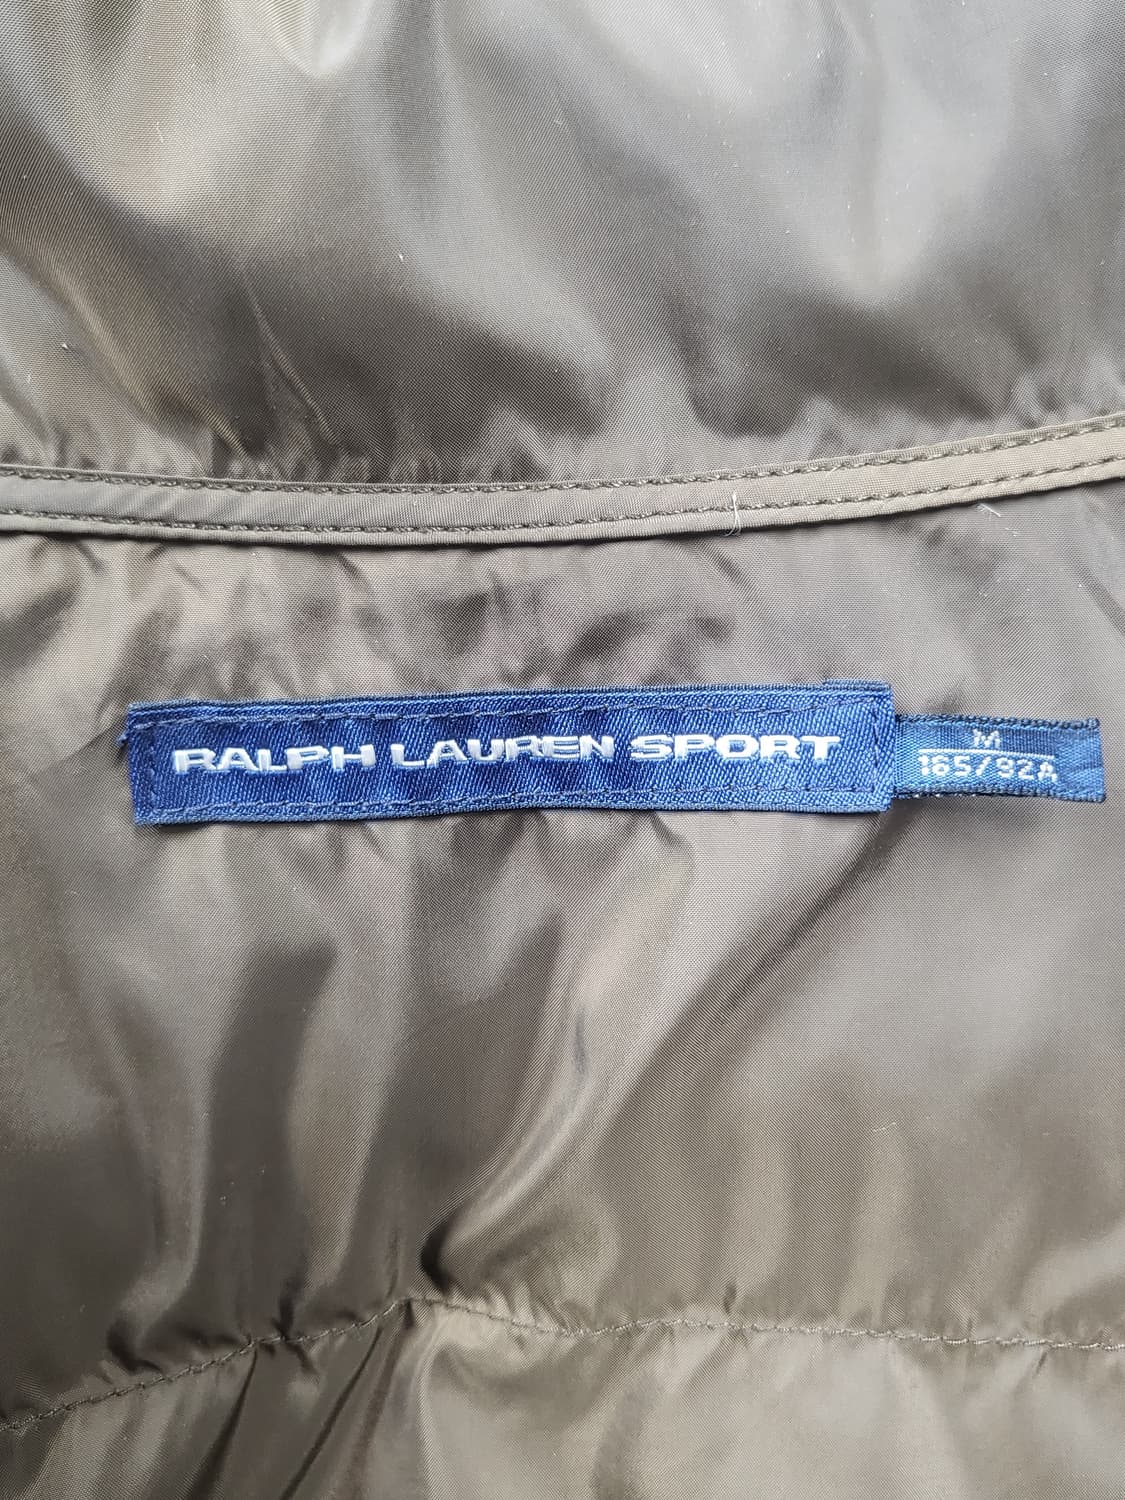 RALPH LAUREN SPORT
M
165/92A